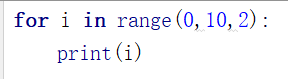 for i in range(0,10,2):
    print(i)